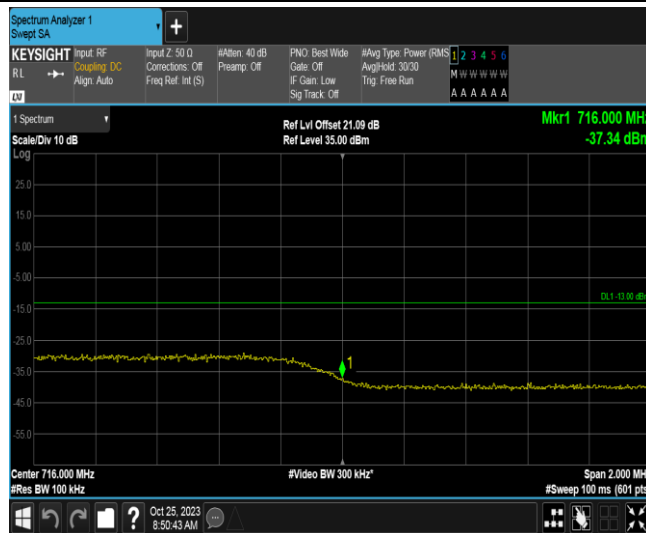 Spectrum Analyzer 1
Swept SA
+
KEYSIGHT
RL
LXI
Input: RF
Coupling: DC
Align: Auto
Input Z: 50 Ω
Corrections: Off
Freq Ref: Int (S)
#Atten: 40 dB
Preamp: Off
PNO: Best Wide
Gate: Off
IF Gain: Low
Sig Track: Off
#Avg Type: Power (RMS
Avg|Hold: 30/30
Trig: Free Run
1 2 3 4 5 6
M W W W W W
A A A A A A
1 Spectrum
Scale/Div 10 dB
Log
Ref Lvl Offset 21.09 dB
Ref Level 35.00 dBm
Mkr1 716.000 MHz
-37.34 dBm
25.0
15.0
5.00
-5.00
-15.0
-25.0
-35.0
-45.0
-55.0
DL1 -13.00 dBm
1
Center 716.000 MHz
#Res BW 100 kHz
#Video BW 300 kHz*
Span 2.000 MH
#Sweep 100 ms (601 pts
?
Oct 25, 2023
8:50:43 AM